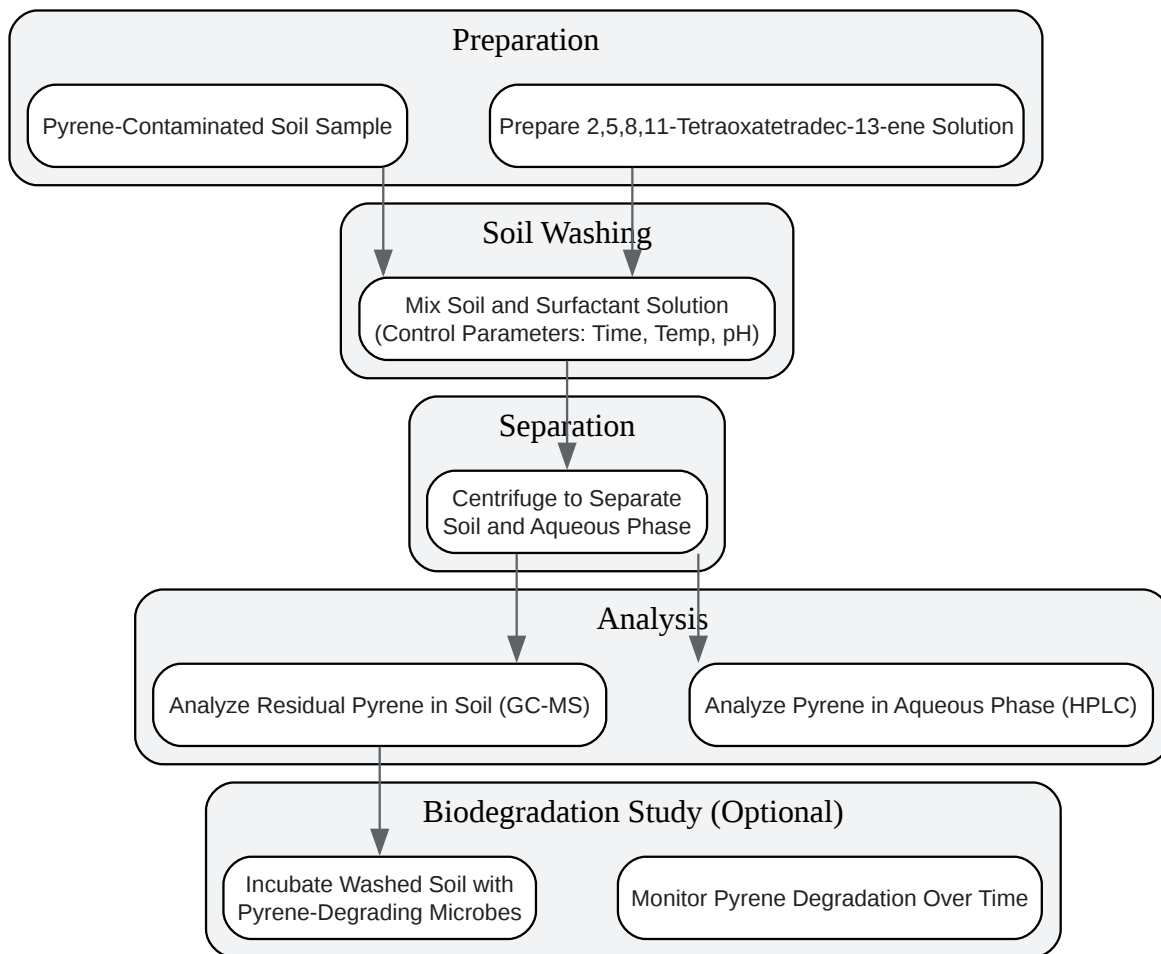 Preparation
Pyrene-Contaminated Soil Sample
Prepare 2,5,8,11-Tetraoxatetradec-13-ene Solution
Soil Washing
Mix Soil and Surfactant Solution
(Control Parameters: Time, Temp, pH)
Separation
Centrifuge to Separate
Soil and Aqueous Phase
Analysis
Analyze Residual Pyrene in Soil (GC-MS)
Analyze Pyrene in Aqueous Phase (HPLC)
Biodegradation Study (Optional)
Incubate Washed Soil with
Pyrene-Degrading Microbes
Monitor Pyrene Degradation Over Time